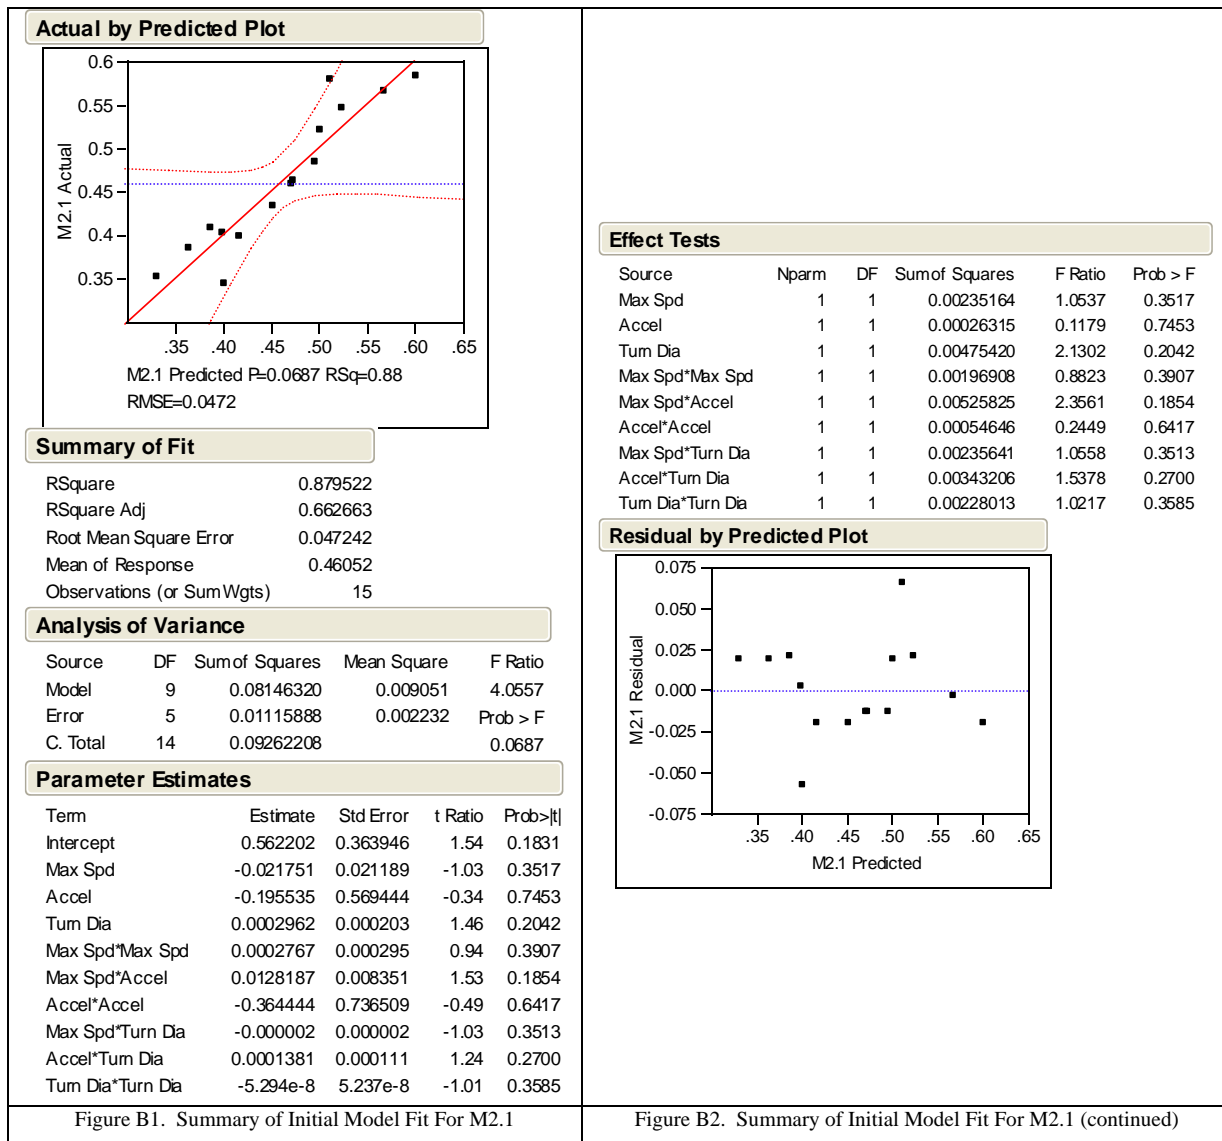 Actual by Predicted Plot
0.6
0.55
0.5
0.45
0.4
0.35
M2.1 Actual
.35 .40 .45 .50 .55 .60 .65
M2.1 Predicted P=0.0687 RSq=0.88
RMSE=0.0472
Summary of Fit
RSquare 0.879522
RSquare Adj 0.662663
Root Mean Square Error 0.047242
Mean of Response 0.46052
Observations (or Sum Wgts) 15
Analysis of Variance
Source DF Sum of Squares Mean Square F Ratio
Model 9 0.08146320 0.009051 4.0557
Error 5 0.01115888 0.002232 Prob > F
C. Total 14 0.09262208 0.0687
Parameter Estimates
Term Estimate Std Error t Ratio Prob>|t|
Intercept 0.562202 0.363946 1.54 0.1831
Max Spd -0.021751 0.021189 -1.03 0.3517
Accel -0.195535 0.569444 -0.34 0.7453
Turn Dia 0.0002962 0.000203 1.46 0.2042
Max Spd*Max Spd 0.0002767 0.000295 0.94 0.3907
Max Spd*Accel 0.0128187 0.008351 1.53 0.1854
Accel*Accel -0.364444 0.736509 -0.49 0.6417
Max Spd*Turn Dia -0.000002 0.000002 -1.03 0.3513
Accel*Turn Dia 0.0001381 0.000111 1.24 0.2700
Turn Dia*Turn Dia -5.294e-8 5.237e-8 -1.01 0.3585
Figure B1. Summary of Initial Model Fit For M2.1
Effect Tests
Source Nparm DF Sum of Squares F Ratio Prob > F
Max Spd 1 1 0.00235164 1.0537 0.3517
Accel 1 1 0.00026315 0.1179 0.7453
Turn Dia 1 1 0.00475420 2.1302 0.2042
Max Spd*Max Spd 1 1 0.00196908 0.8823 0.3907
Max Spd*Accel 1 1 0.00525825 2.3561 0.1854
Accel*Accel 1 1 0.00054646 0.2449 0.6417
Max Spd*Turn Dia 1 1 0.00235641 1.0558 0.3513
Accel*Turn Dia 1 1 0.00343206 1.5378 0.2700
Turn Dia*Turn Dia 1 1 0.00228013 1.0217 0.3585
Residual by Predicted Plot
0.075
0.050
0.025
0.000
-0.025
-0.050
-0.075
M2.1 Residual
.35 .40 .45 .50 .55 .60 .65
M2.1 Predicted
Figure B2. Summary of Initial Model Fit For M2.1 (continued)